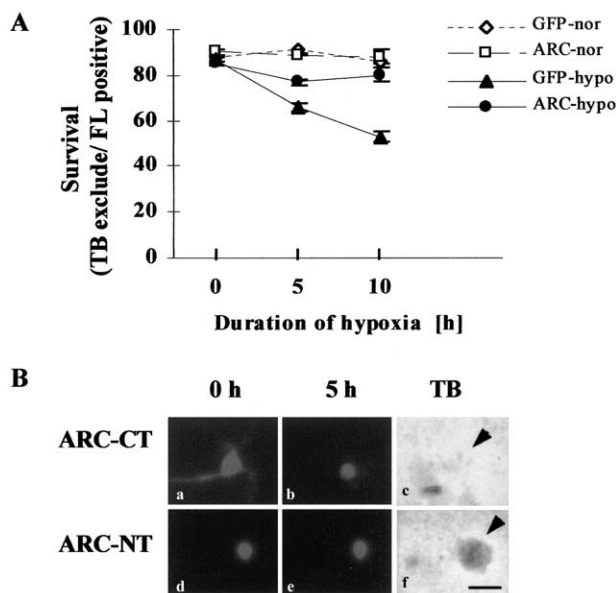 A
GFP-nor
ARC-nor
GFP-hypo
ARC-hypo
Survival
(TB exclude/ FL positive)
100
80
60
40
20
0
0 5 10
Duration of hypoxia [h]
B
0 h 5 h TB
ARC-CT
a b c
ARC-NT
d e f